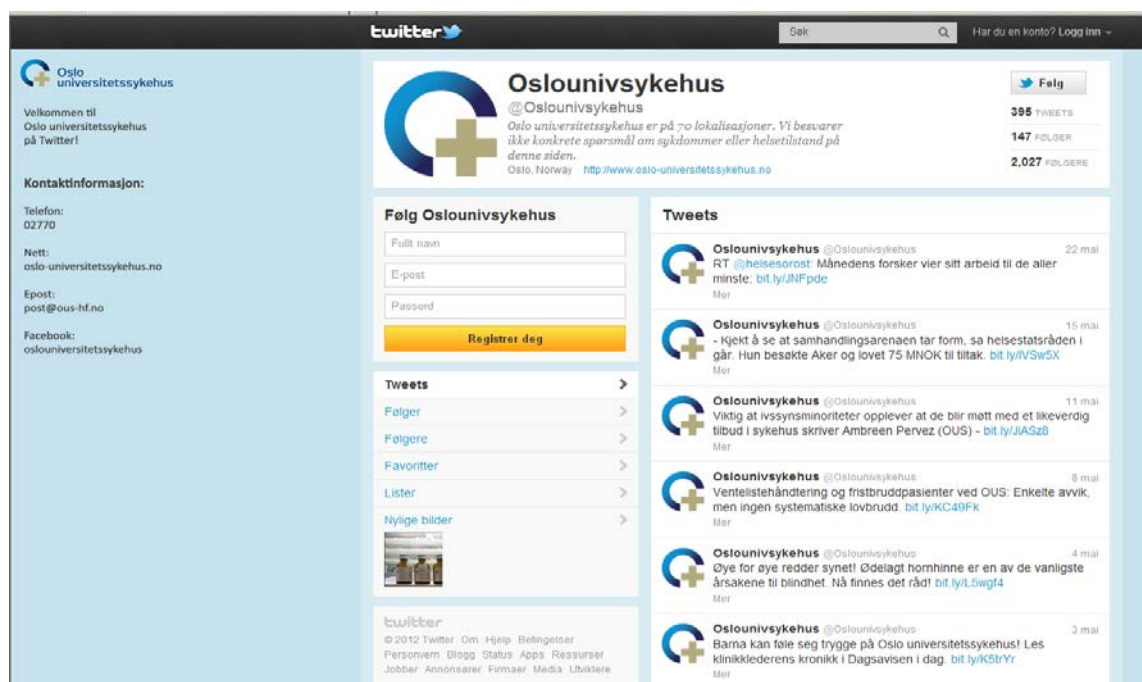 twitter
Søk
Har du en konto? Logg inn
Oslo
universitetssykehus
Velkommen til
Oslo universitetssykehus
på Twitter!
Kontaktinformasjon:
Telefon:
02770
Nett:
oslo-universitetssykehus.no
Epost:
post@ous-hf.no
Facebook:
oslouniversitetssykehus
Oslounivsykehus
@Oslounivsykehus
Oslo universitetssykehus er på 70 lokalisasjoner. Vi besvarer
ikke konkrete spørsmål om sykdommer eller helsetilstand på
denne siden.
Oslo, Norway http://www.oslo-universitetssykehus.no
Følg
395 TWEETS
147 FØLGER
2,027 FØLGERE
Følg Oslounivsykehus
Fullt navn
E-post
Passord
Registrer deg
Tweets
Følger
Følgere
Favoritter
Lister
Nylige bilder
twitter
© 2012 Twitter Om Hjelp Betingelser
Personvern Blogg Status Apps Ressurser
Jobber Annonsører Firmaer Media Utviklere
Tweets
Oslounivsykehus @Oslounivsykehus 22 mai
RT @helsesorost: Månedens forsker vier sitt arbeid til de aller
minste: bit.ly/JNFpde
Mer
Oslounivsykehus @Oslounivsykehus 15 mai
- Kjekt å se at samhandlingsarenaen tar form, sa helsestatsråden i
går. Hun besøkte Aker og lovet 75 MNOK til tiltak. bit.ly/IVSw5X
Mer
Oslounivsykehus @Oslounivsykehus 11 mai
Viktig at ivssynsminoriteter opplever at de blir møtt med et likeverdig
tilbud i sykehus skriver Ambreen Pervez (OUS) - bit.ly/JiASz8
Mer
Oslounivsykehus @Oslounivsykehus 8 mai
Ventelistehåndtering og fristbruddpasienter ved OUS: Enkelte avvik,
men ingen systematiske lovbrudd. bit.ly/KC49Fk
Mer
Oslounivsykehus @Oslounivsykehus 4 mai
Øye for øye redder synet! Ødelagt hornhinne er en av de vanligste
årsakene til blindhet. Nå finnes det råd! bit.ly/L5wgf4
Mer
Oslounivsykehus @Oslounivsykehus 3 mai
Barna kan føle seg trygge på Oslo universitetssykehus! Les
klinikklederens kronikk i Dagsavisen i dag. bit.ly/K5trYr
Mer